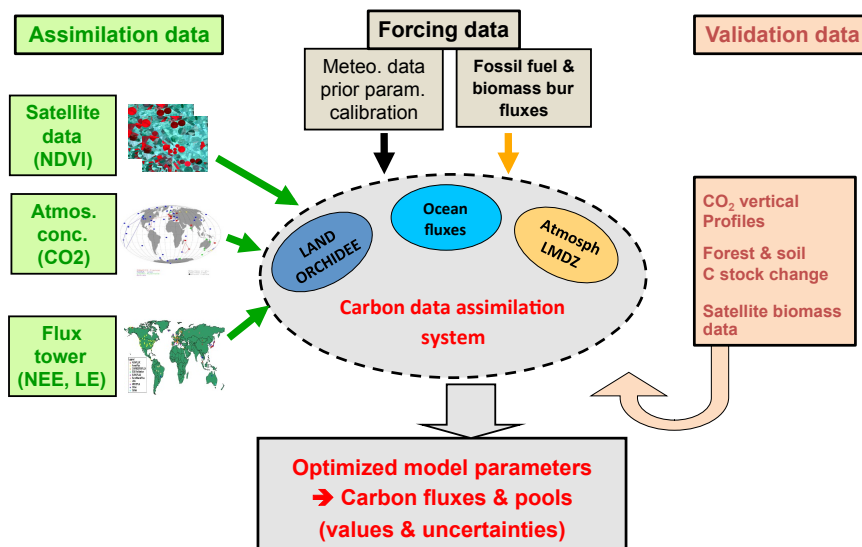 Assimilation data
Forcing data
Validation data
Meteo. data
prior param.
calibration
Fossil fuel &
biomass bur
fluxes
Satellite
data
(NDVI)
Atmos.
conc.
(CO2)
Flux
tower
(NEE, LE)
LAND
ORCHIDEE
Ocean
fluxes
Atmosph
LMDZ
Carbon data assimilation
system
CO₂ vertical
Profiles
Forest & soil
C stock change
Satellite biomass
data
Optimized model parameters
➔ Carbon fluxes & pools
(values & uncertainties)